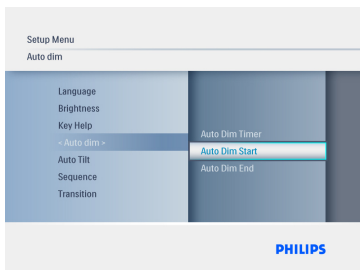 Setup Menu
Auto dim
Language
Brightness
Key Help
< Auto dim >
Auto Tilt
Sequence
Transition
Auto Dim Timer
Auto Dim Start
Auto Dim End
PHILIPS